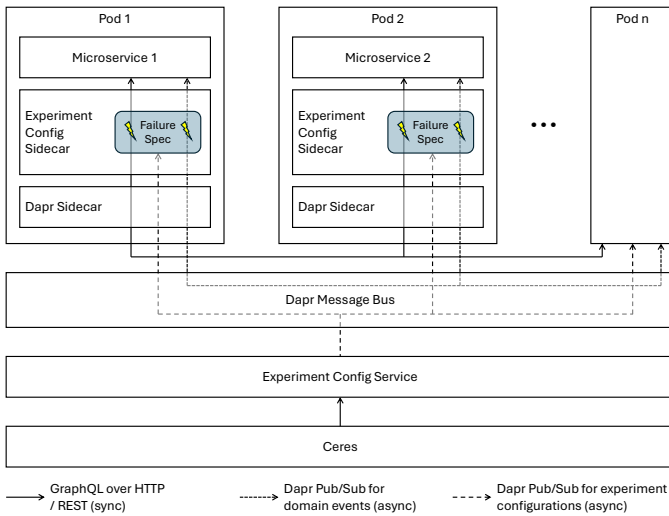 Pod 1
Pod 2
Pod n
Microservice 1
Microservice 2
Experiment
Config
Sidecar
Failure
Spec
Experiment
Config
Sidecar
Failure
Spec
•••
Dapr Sidecar
Dapr Sidecar
Dapr Message Bus
Experiment Config Service
Ceres
GraphQL over HTTP
/ REST (sync)
Dapr Pub/Sub for
domain events (async)
Dapr Pub/Sub for experiment
configurations (async)